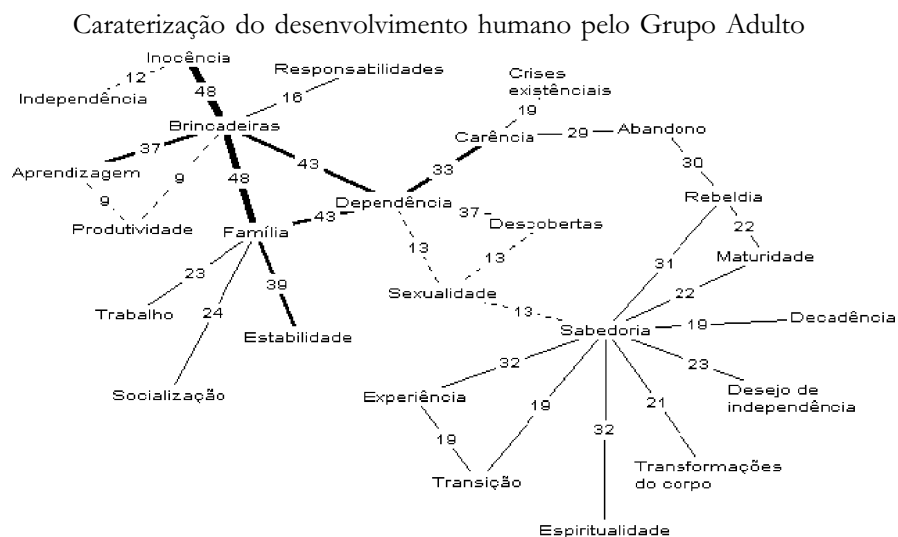 Caraterização do desenvolvimento humano pelo Grupo Adulto
Inocência
12
Independência
48
Responsabilidades
16
Brincadeiras
Crises
existênciais
19
Carência
29
Abandono
37
43
33
30
Aprendizagem
9
9
48
Rebeldia
Produtividade
Família
43
Dependência
37
Descobertas
22
Maturidade
13
13
31
23
39
24
Sexualidade
22
Trabalho
13
Estabilidade
Sabedoria
19
Decadência
Socialização
32
23
Experiência
19
21
Desejo de
independência
32
19
Transição
Transformações
do corpo
Espiritualidade